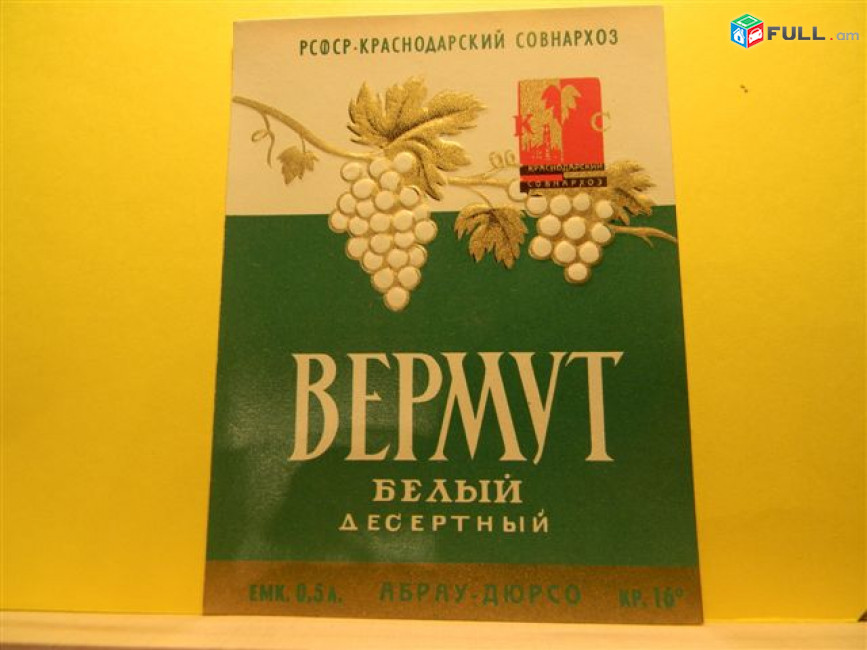 FULL.am
РСФСР-КРАСНОДАРСКИЙ СОВНАРХОЗ
К С
КРАСНОДАРСКИЙ
СОВНАРХОЗ
ВЕРМУТ
БЕЛЫЙ
ДЕСЕРТНЫЙ
ЕМК. 0,5 Л. АБРАУ-ДЮРСО КР. 16°